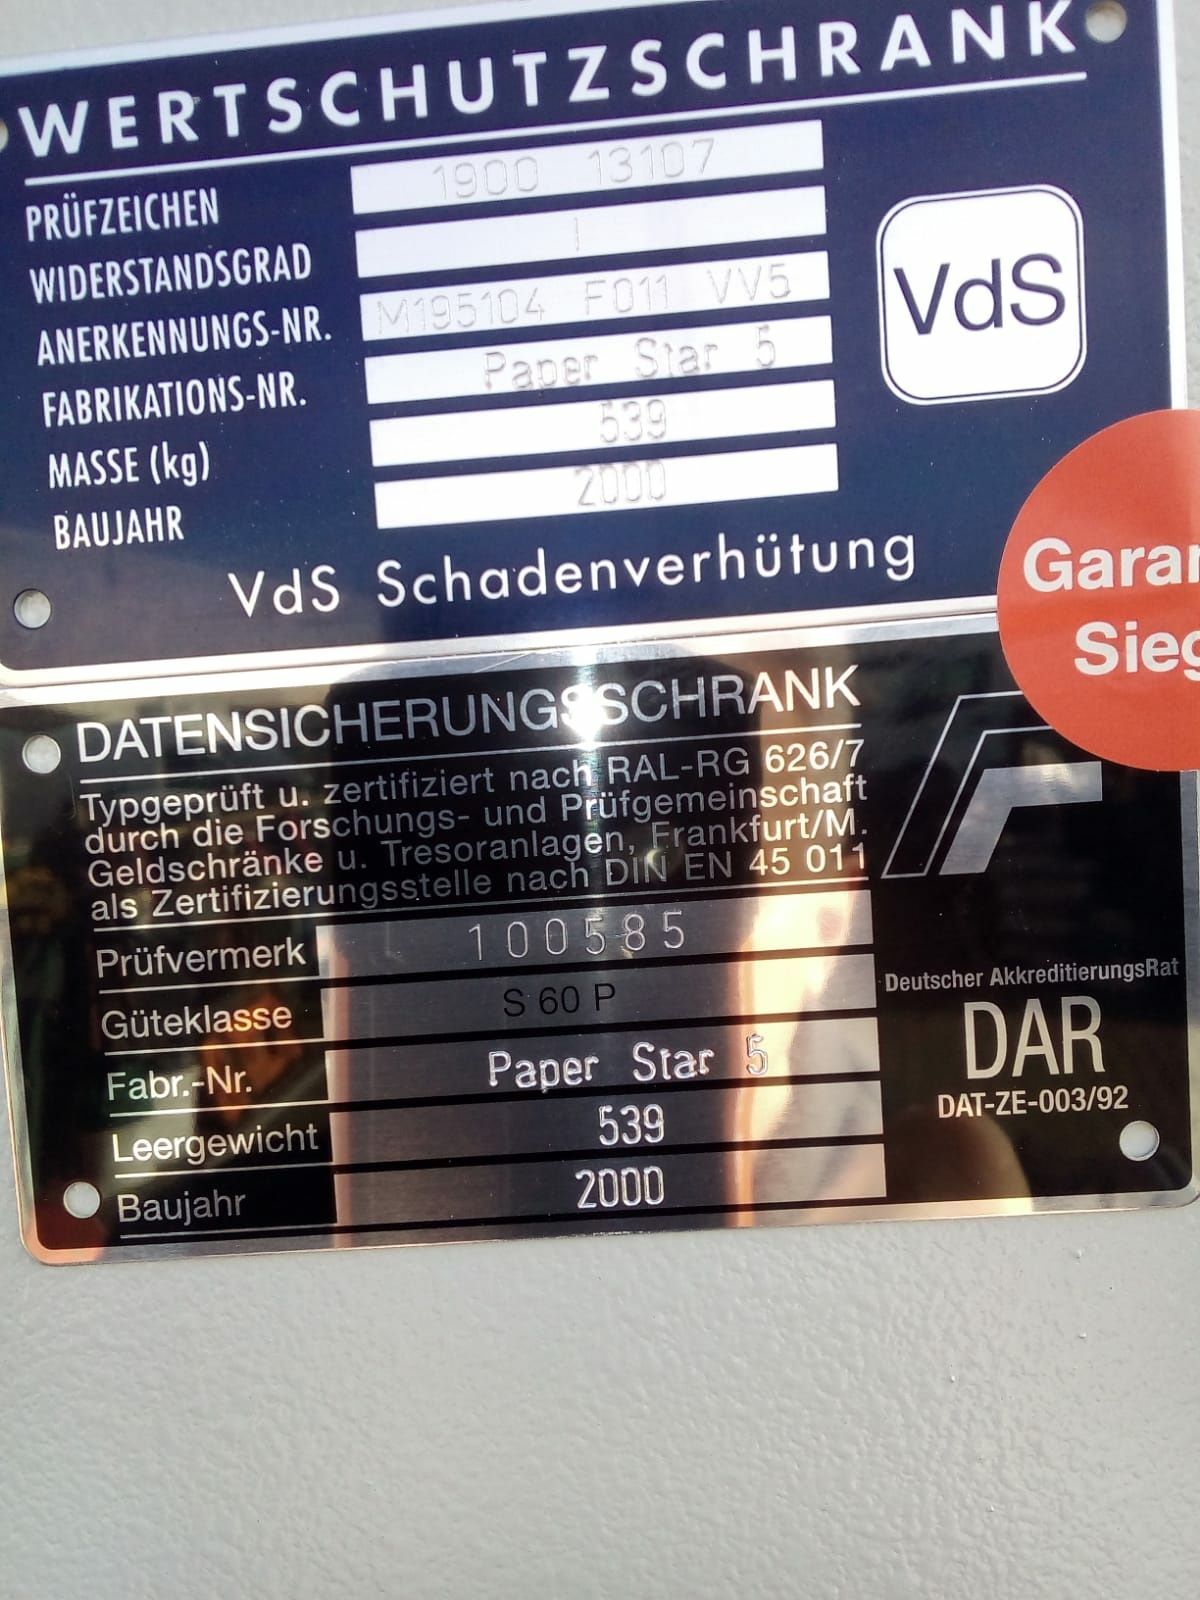 WERTSCHUTZSCHRANK
PRÜFZEICHEN 1900 13107
WIDERSTANDSGRAD I
ANERKENNUNGS-NR. M195104 F011 VV5
FABRIKATIONS-NR. Paper Star 5
MASSE (kg) 539
BAUJAHR 2000
VdS
VdS Schadenverhütung
Garan
Sieg
DATENSICHERUNGSSCHRANK
Typgeprüft u. zertifiziert nach RAL-RG 626/7
durch die Forschungs- und Prüfgemeinschaft
Geldschränke u. Tresoranlagen, Frankfurt/M.
als Zertifizierungsstelle nach DIN EN 45 011
Prüfvermerk 100585
Güteklasse S 60 P
Fabr.-Nr. Paper Star 5
Leergewicht 539
Baujahr 2000
Deutscher AkkreditierungsRat
DAR
DAT-ZE-003/92